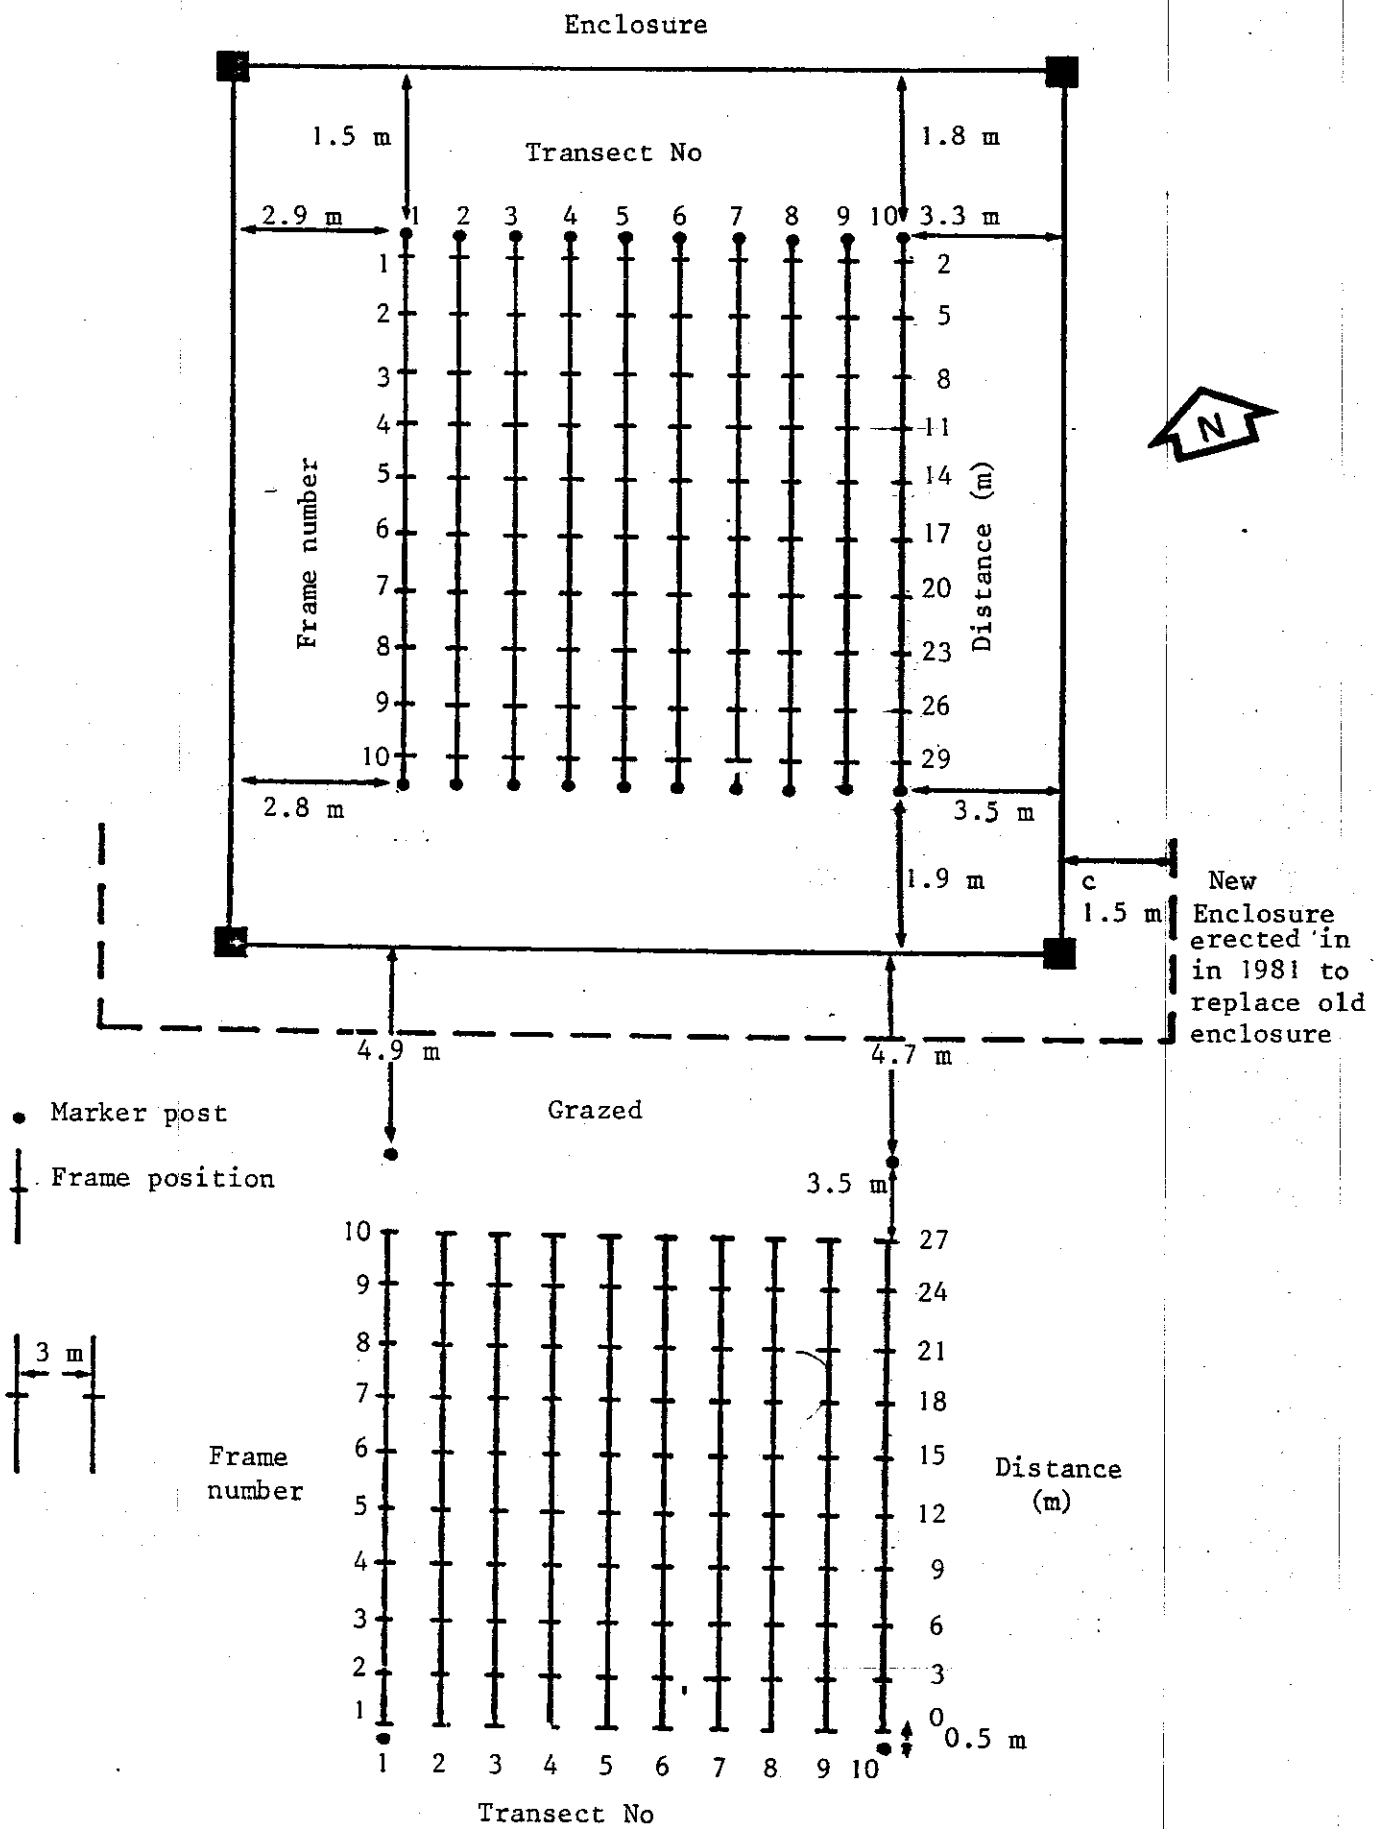 Enclosure
1.5 m
1.8 m
Transect No
2.9 m
1 2 3 4 5 6 7 8 9 10
3.3 m
1
2
3
4
5
6
7
8
9
10
Frame number
2
5
8
11
14
17
20
23
26
29
Distance (m)
N
2.8 m
3.5 m
1.9 m
c
1.5 m
New
Enclosure
erected in
in 1981 to
replace old
enclosure
4.9 m
4.7 m
Marker post
Grazed
Frame position
3.5 m
3 m
10
9
8
7
6
5
4
3
2
1
Frame
number
27
24
21
18
15
12
9
6
3
0
Distance
(m)
0.5 m
1 2 3 4 5 6 7 8 9 10
Transect No